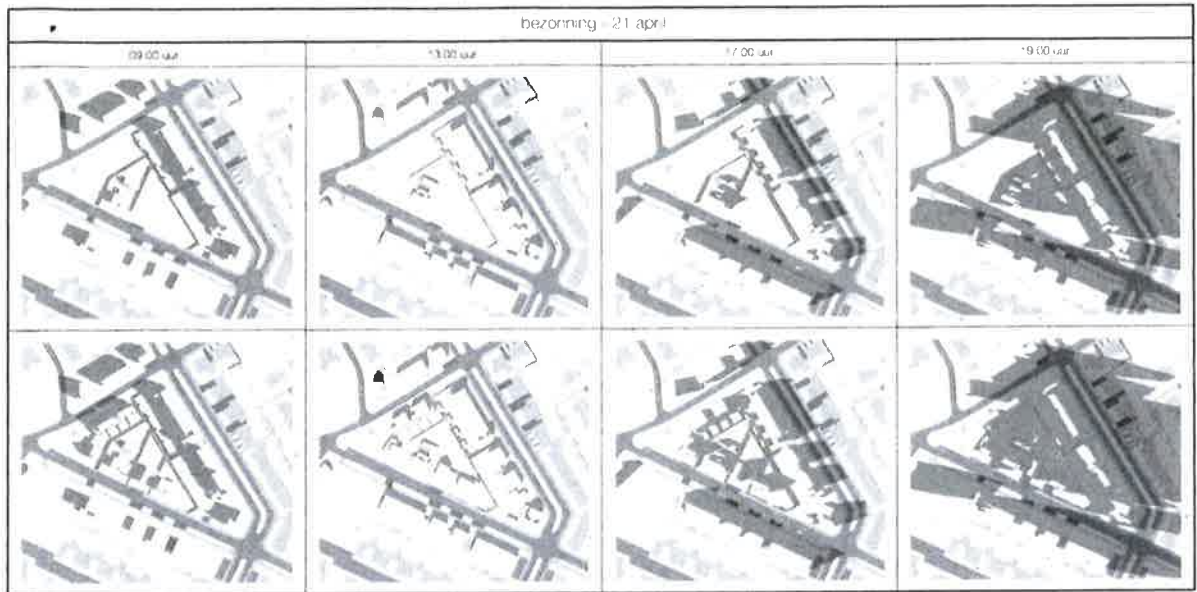 bezonning - 21 april
09:00 uur
13:00 uur
17:00 uur
19:00 uur